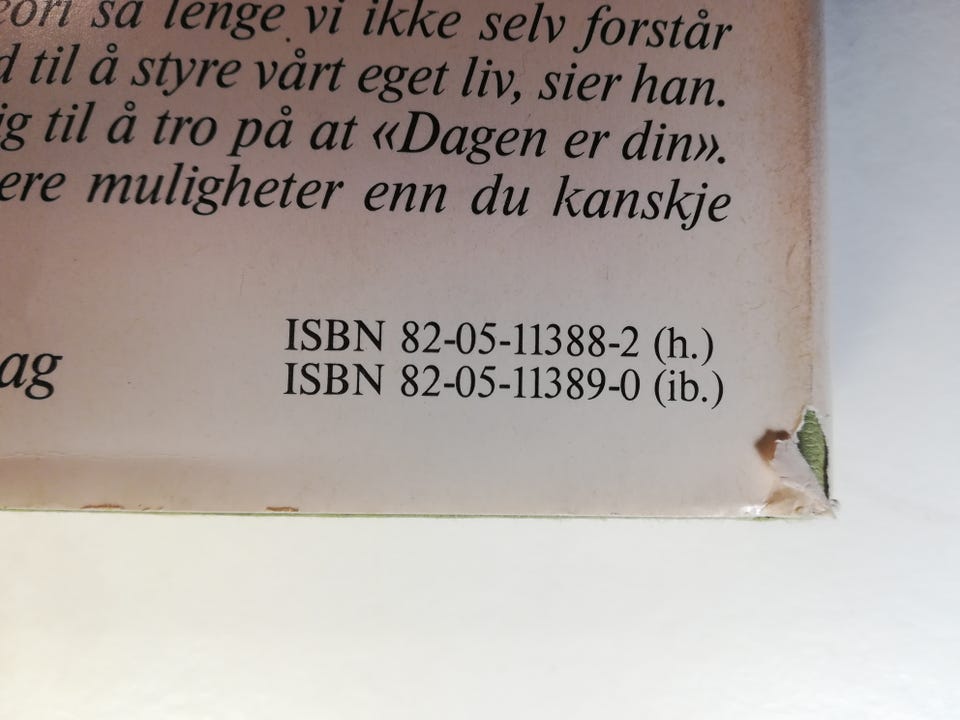 så lenge vi ikke selv forstår
til å styre vårt eget liv, sier han.
til å tro på at «Dagen er din».
muligheter enn du kanskje
ISBN 82-05-11388-2 (h.)
ag
ISBN 82-05-11389-0 (ib.)